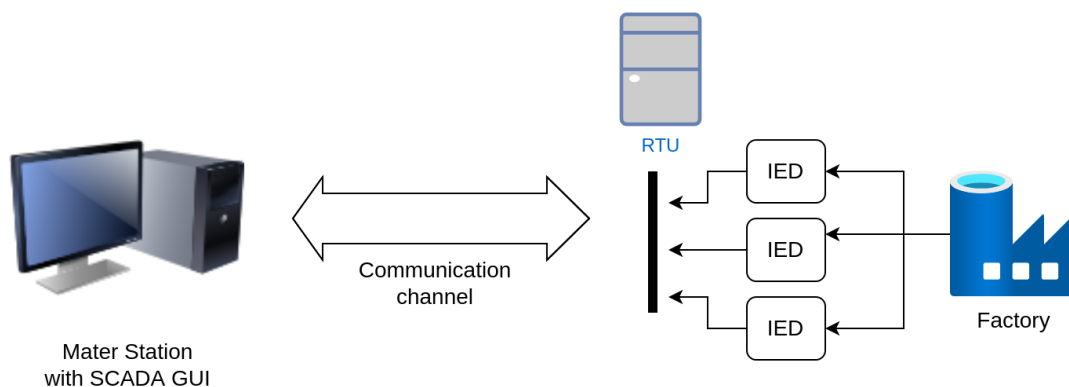 RTU
IED
IED
IED
Communication
channel
Factory
Mater Station
with SCADA GUI